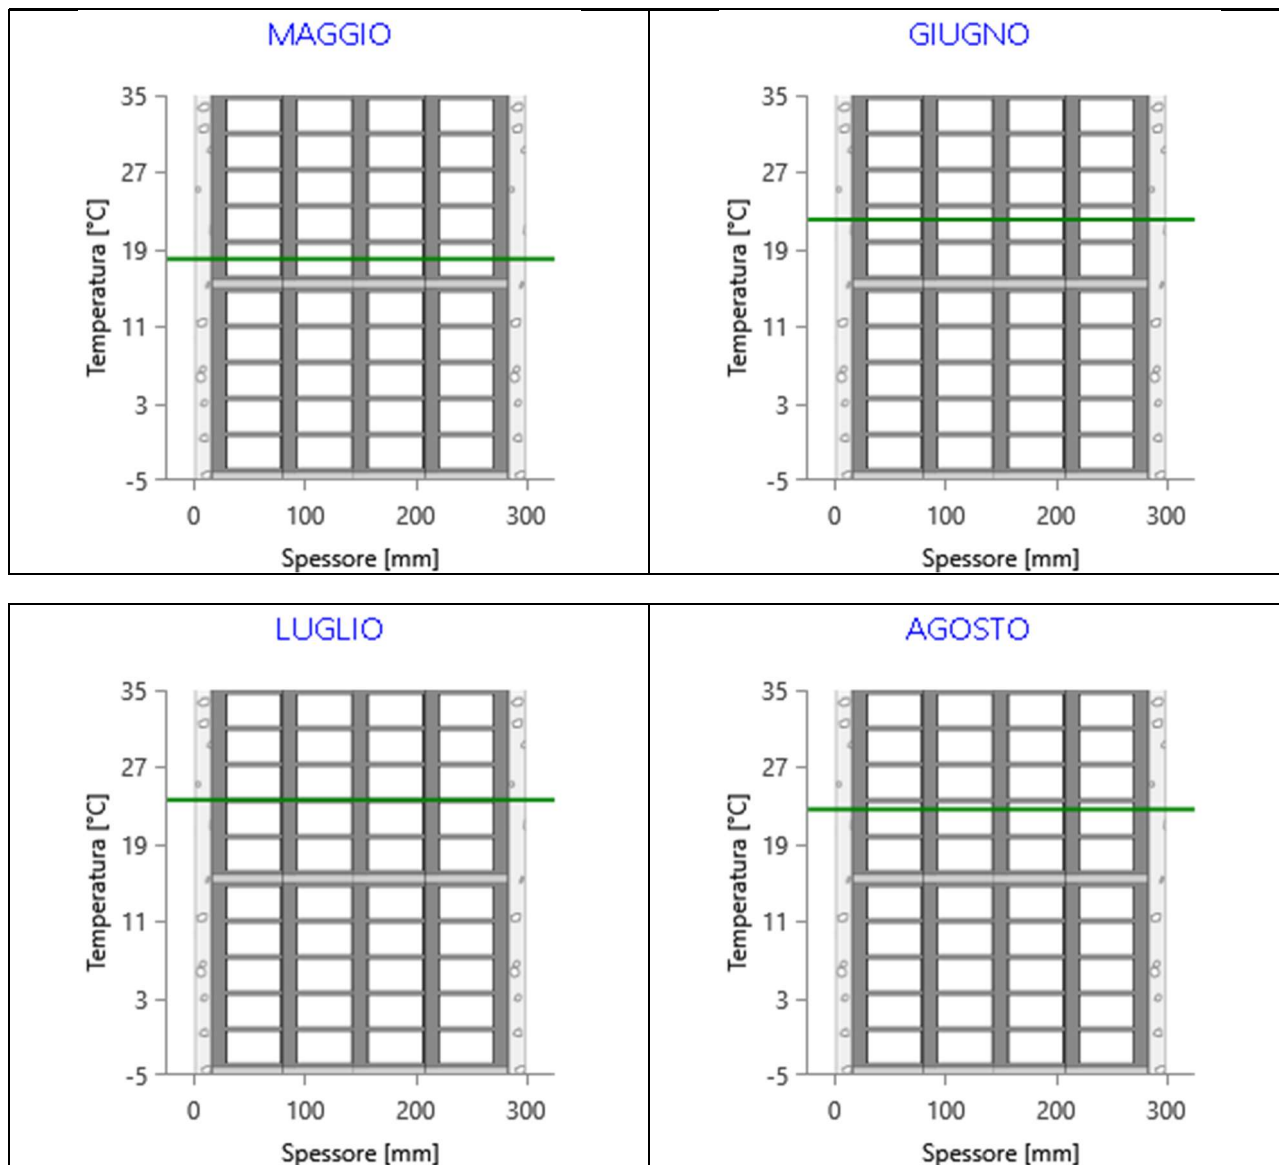 MAGGIO
35
27
19
11
3
-5
Temperatura [°C]
0 100 200 300
Spessore [mm]
GIUGNO
35
27
19
11
3
-5
Temperatura [°C]
0 100 200 300
Spessore [mm]
LUGLIO
35
27
19
11
3
-5
Temperatura [°C]
0 100 200 300
Spessore [mm]
AGOSTO
35
27
19
11
3
-5
Temperatura [°C]
0 100 200 300
Spessore [mm]